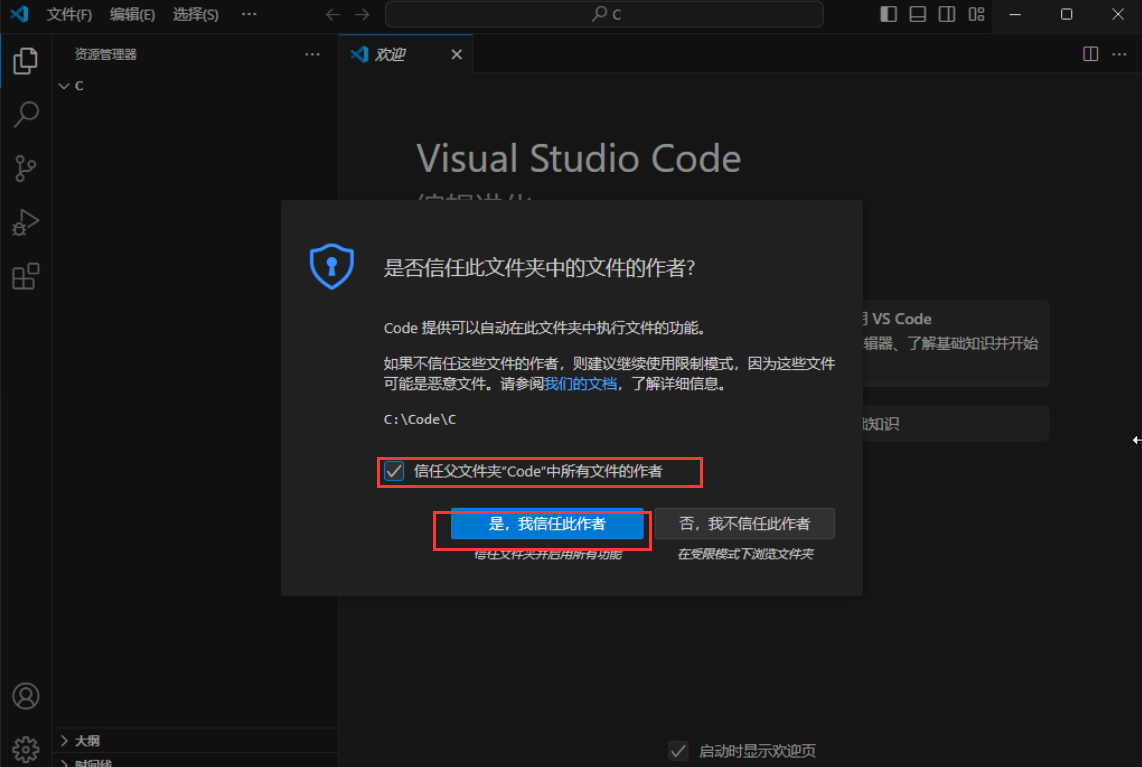 文件(F) 编辑(E) 选择(S) ··· C
资源管理器 ···
欢迎
C
Visual Studio Code
编辑进化
是否信任此文件夹中的文件的作者?
Code 提供可以自动在此文件夹中执行文件的功能。
VS Code
如果不信任这些文件的作者，则建议继续使用限制模式，因为这些文件
辑器、了解基础知识并开始
可能是恶意文件。请参阅我们的文档，了解详细信息。
C:\Code\C
知识
信任父文件夹"Code"中所有文件的作者
是，我信任此作者 否，我不信任此作者
信任文件夹并启用所有功能 在受限模式下浏览文件夹
大纲
启动时显示欢迎页
时间线